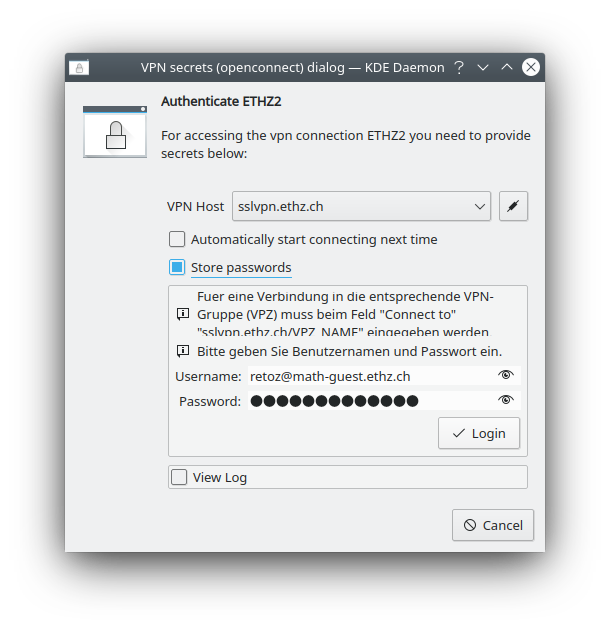 VPN secrets (openconnect) dialog — KDE Daemon
Authenticate ETHZ2
For accessing the vpn connection ETHZ2 you need to provide
secrets below:
VPN Host sslvpn.ethz.ch
Automatically start connecting next time
Store passwords
Fuer eine Verbindung in die entsprechende VPN-
Gruppe (VPZ) muss beim Feld "Connect to"
"sslvpn.ethz.ch/VPZ_NAME" eingegeben werden.
Bitte geben Sie Benutzernamen und Passwort ein.
Username: retoz@math-guest.ethz.ch
Password: ●●●●●●●●●●●●●
Login
View Log
Cancel